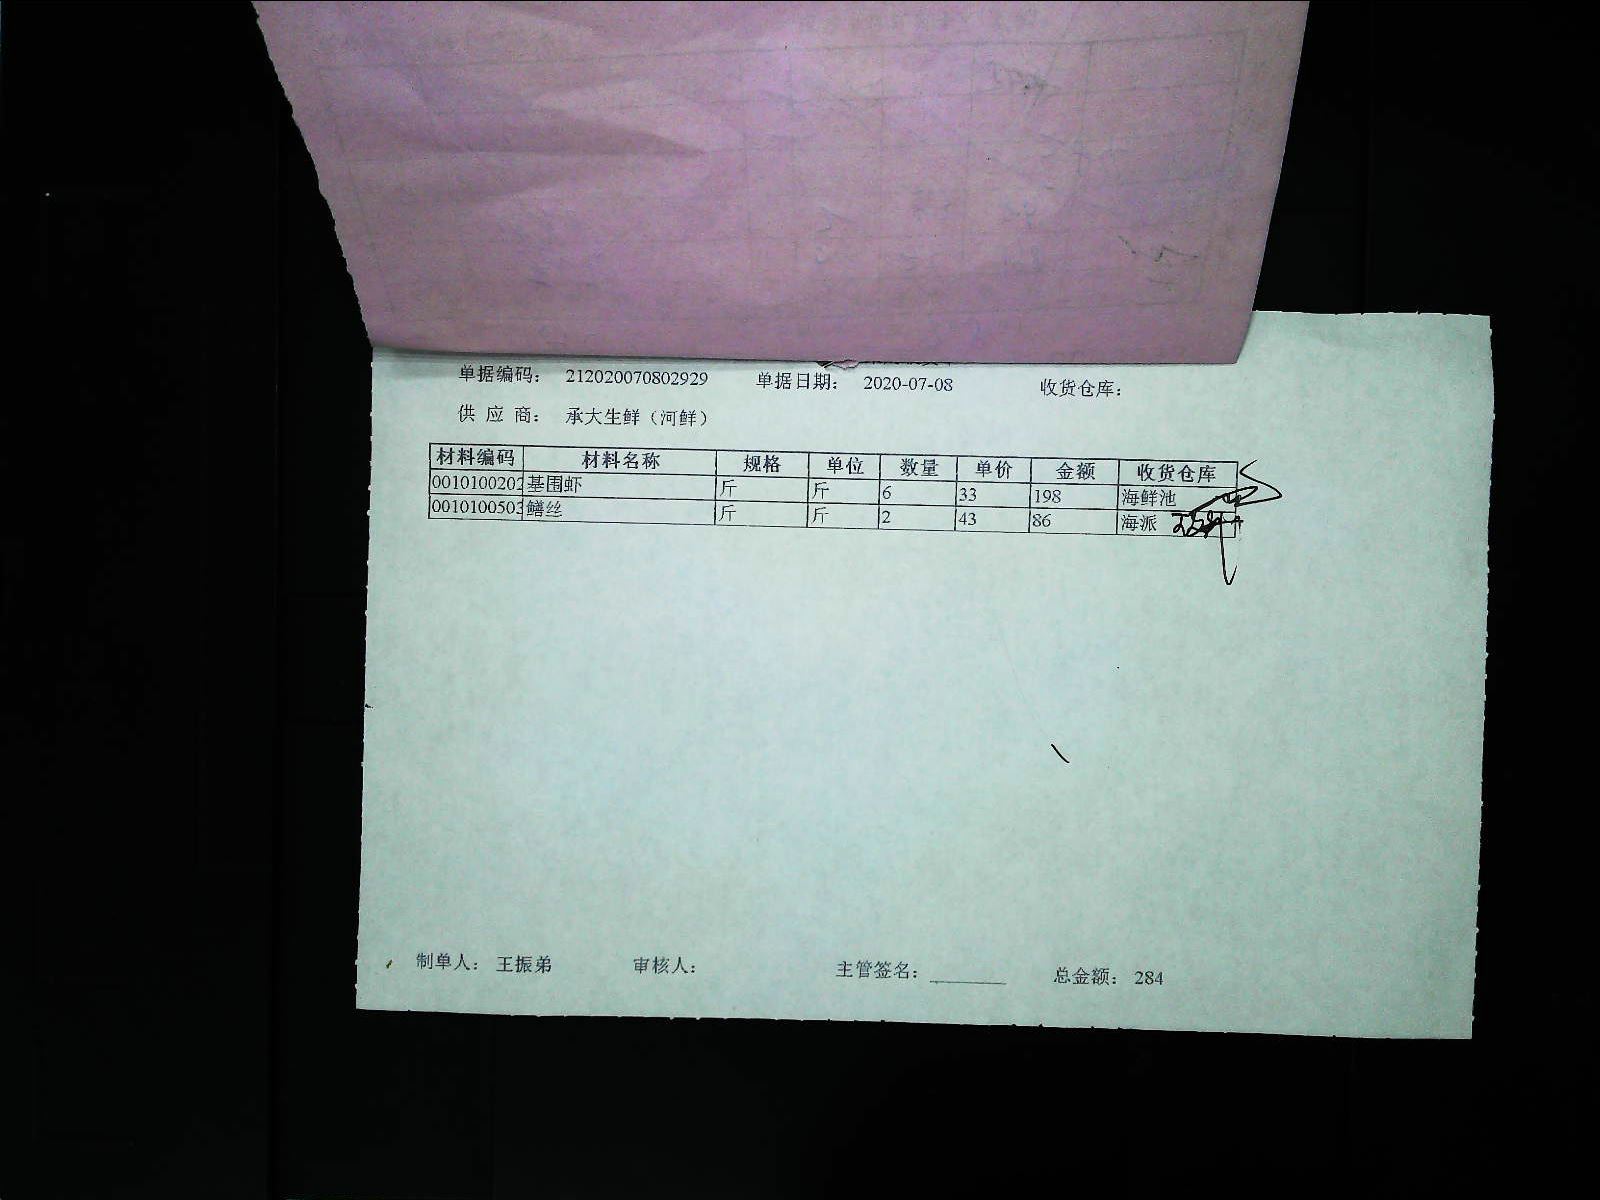 单据编码： 212020070802929 单据日期： 2020-07-08 收货仓库：
供 应 商： 承大生鲜（河鲜）
材料编码 材料名称 规格 单位 数量 单价 金额 收货仓库
0010100202 基围虾 斤 斤 6 33 198 海鲜池
0010100503 鳝丝 斤 斤 2 43 86 海派
制单人： 王振弟 审核人： 主管签名： 总金额： 284